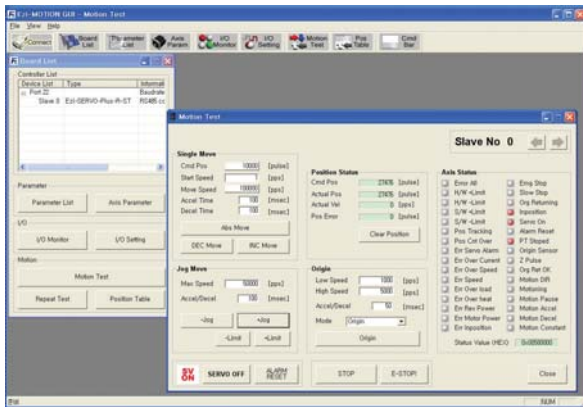 Ezi-MOTION GUI - Motion Test
File View Help
Connect
Board List
Parameter List
Axis Param
I/O Monitor
I/O Setting
Motion Test
Pos Table
Cmd Bar
Board List
Controller List
Device List Type Informati
Port 22 Baudrate
Slave 0 Ezi-SERVO-Plus-R-ST RS485 cc
Parameter
Parameter List Axis Parameter
I/O
I/O Monitor I/O Setting
Motion
Motion Test
Repeat Test Position Table
Motion Test
Slave No 0
Single Move
Cmd Pos 10000 [pulse]
Start Speed 1 [pps]
Move Speed 100000 [pps]
Accel Time 100 [msec]
Decel Time 100 [msec]
Abs Move
DEC Move INC Move
Jog Move
Max Speed 50000 [pps]
Accel/Decel 100 [msec]
-Jog +Jog
-Limit +Limit
Position Status
Cmd Pos 27476 [pulse]
Actual Pos 27476 [pulse]
Actual Vel 0 [pps]
Pos Error 0 [pulse]
Clear Position
Origin
Low Speed 1000 [pps]
High Speed 5000 [pps]
Accel/Decel 50 [msec]
Mode Origin
Origin
Axis Status
Error All
H/W +Limit
H/W -Limit
S/W +Limit
S/W -Limit
Pos Tracking
Pos Cnt Over
Err Servo Alarm
Err Over Current
Err Over Speed
Err Speed
Err Over load
Err Over heat
Err Rev Power
Err Motor Power
Err Inposition
Emg Stop
Slow Stop
Org Returning
Inposition
Servo On
Alarm Reset
PT Stoped
Origin Sensor
Z Pulse
Org Ret OK
Motion DIR
Motioning
Motion Pause
Motion Accel
Motion Decel
Motion Constant
Status Value (HEX)
SV ON
SERVO OFF
ALARM RESET
STOP
E-STOP!
Close
NUM